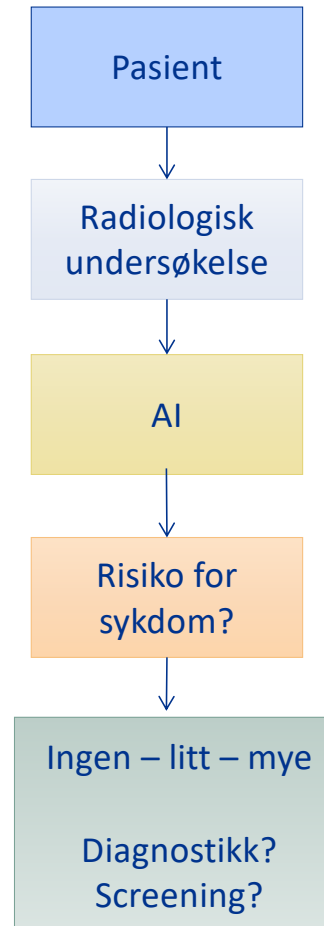 Pasient
Radiologisk
undersøkelse
AI
Risiko for
sykdom?
Ingen – litt – mye
Diagnostikk?
Screening?